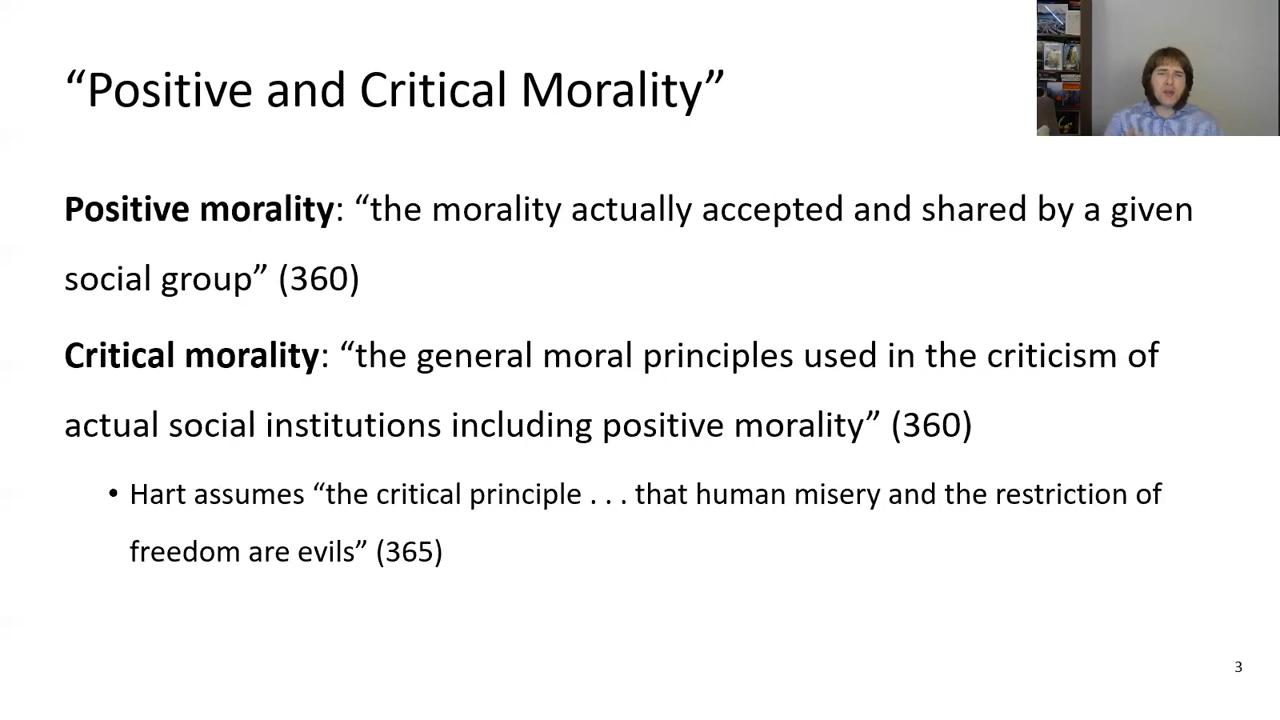 “Positive and Critical Morality”
Positive morality: “the morality actually accepted and shared by a given
social group” (360)
Critical morality: “the general moral principles used in the criticism of
actual social institutions including positive morality” (360)
• Hart assumes “the critical principle . . . that human misery and the restriction of
freedom are evils” (365)
3